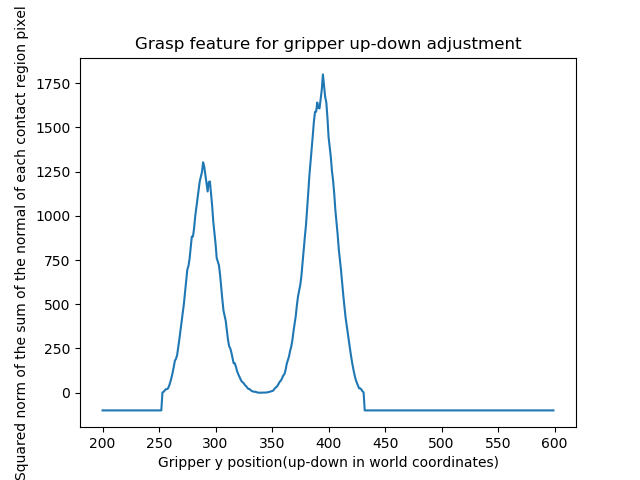 Grasp feature for gripper up-down adjustment
Squared norm of the sum of the normal of each contact region pixel
1750
1500
1250
1000
750
500
250
0
200 250 300 350 400 450 500 550 600
Gripper y position(up-down in world coordinates)